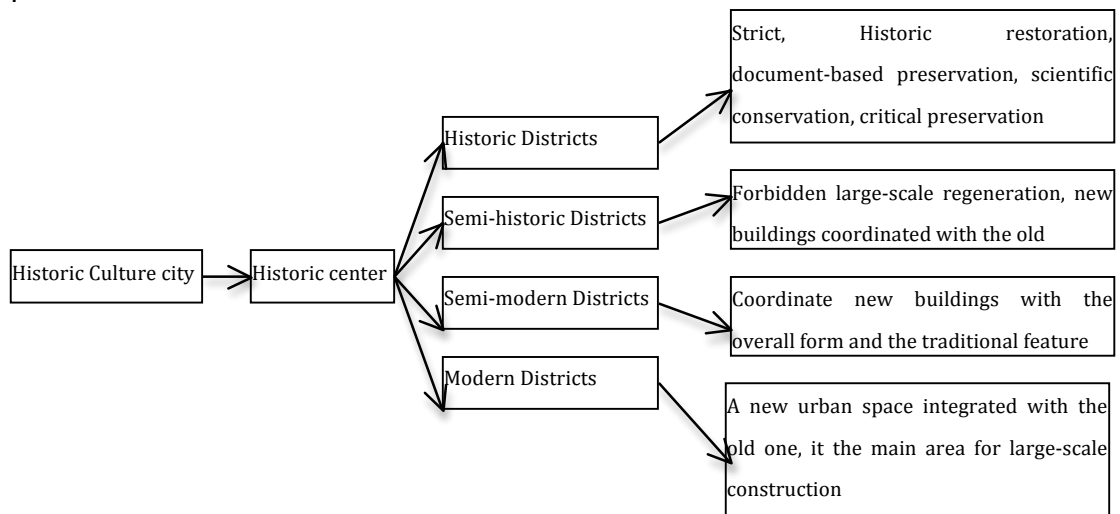 Historic Culture city
Historic center
Historic Districts
Semi-historic Districts
Semi-modern Districts
Modern Districts
Strict, Historic restoration,
document-based preservation, scientific
conservation, critical preservation
Forbidden large-scale regeneration, new
buildings coordinated with the old
Coordinate new buildings with the
overall form and the traditional feature
A new urban space integrated with the
old one, it the main area for large-scale
construction